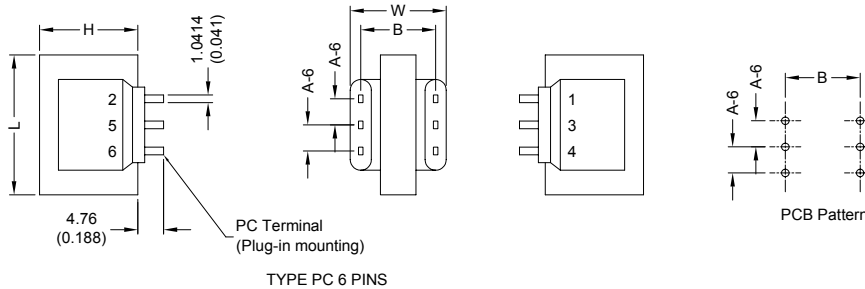 H
L
1.0414
(0.041)
2
5
6
4.76
(0.188)
PC Terminal
(Plug-in mounting)
W
B
A-6
A-6
1
3
4
B
A-6
A-6
PCB Pattern
TYPE PC 6 PINS